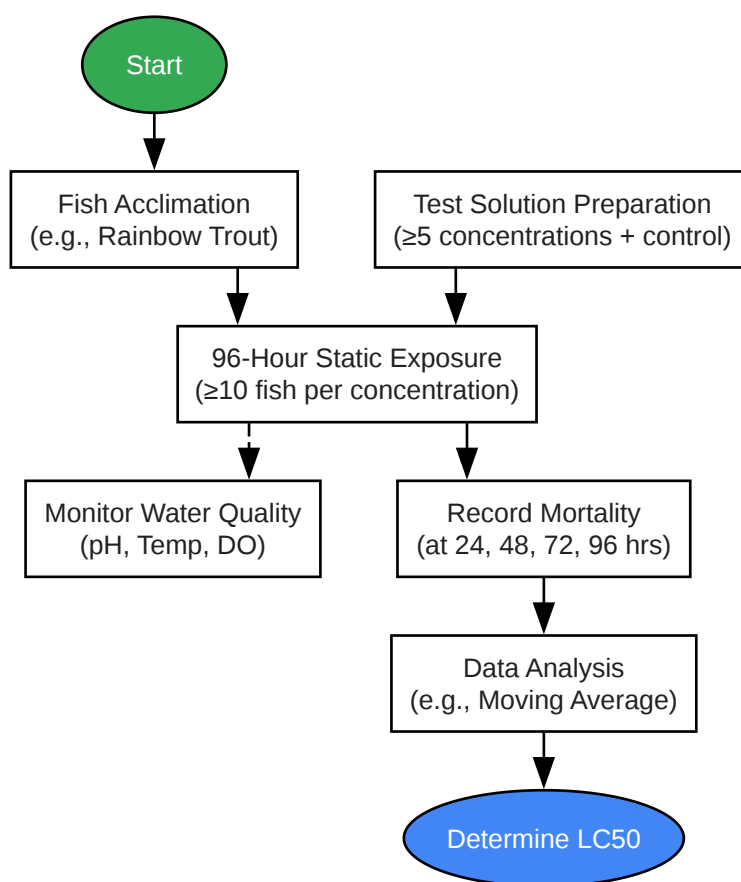 Start
Fish Acclimation
(e.g., Rainbow Trout)
Test Solution Preparation
(≥5 concentrations + control)
96-Hour Static Exposure
(≥10 fish per concentration)
Monitor Water Quality
(pH, Temp, DO)
Record Mortality
(at 24, 48, 72, 96 hrs)
Data Analysis
(e.g., Moving Average)
Determine LC50